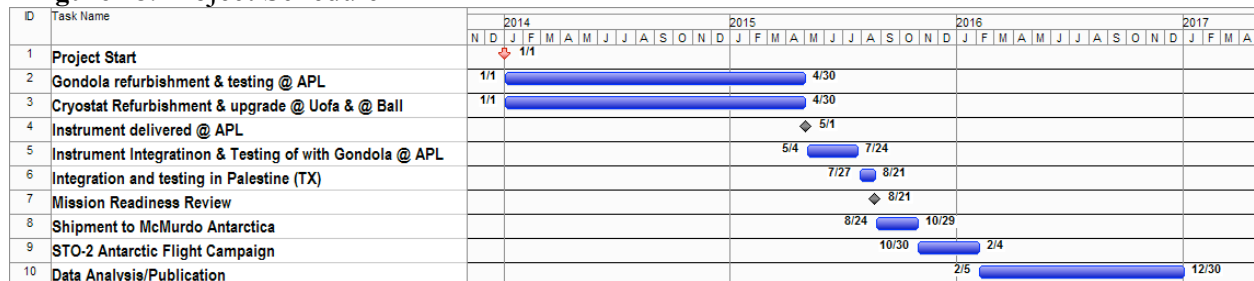 ID Task Name 2014 2015 2016 2017
N D J F M A M J J A S O N D J F M A M J J A S O N D J F M A M J J A S O N D J F M A
1 Project Start 1/1
2 Gondola refurbishment & testing @ APL 1/1 4/30
3 Cryostat Refurbishment & upgrade @ Uofa & @ Ball 1/1 4/30
4 Instrument delivered @ APL 5/1
5 Instrument Integratinon & Testing of with Gondola @ APL 5/4 7/24
6 Integration and testing in Palestine (TX) 7/27 8/21
7 Mission Readiness Review 8/21
8 Shipment to McMurdo Antarctica 8/24 10/29
9 STO-2 Antarctic Flight Campaign 10/30 2/4
10 Data Analysis/Publication 2/5 12/30